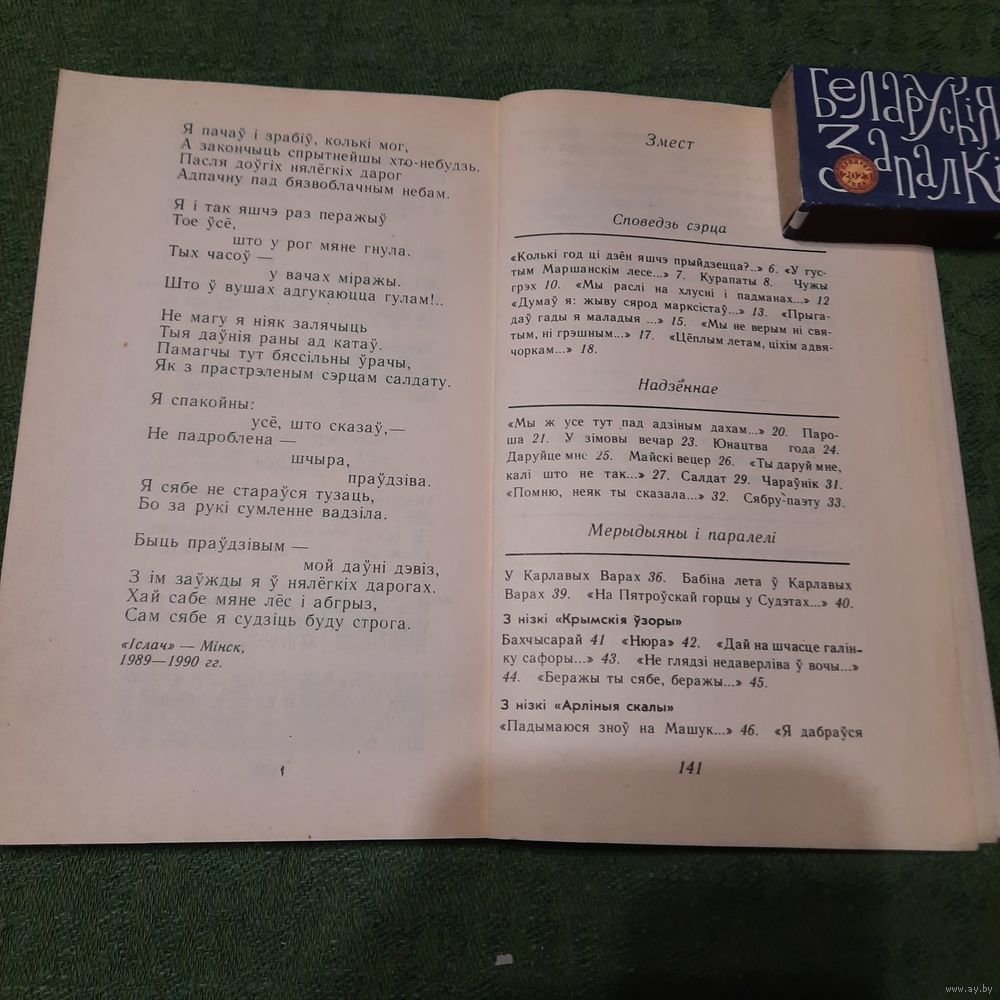 Я пачаў і зрабіў, колькі мог,
А закончыць спрытнейшы хто-небудзь.
Пасля доўгіх нялёгкіх дарог
Адпачну пад бязвоблачным небам.
Я і так яшчэ раз перажыў
Тое ўсё,
што у рог мяне гнула.
Тых часоў —
у вачах міражы.
Што ў вушах адгукаюцца гулам!..
Не магу я ніяк залячыць
Тыя даўнія раны ад катаў.
Памагчы тут бяссільны ўрачы,
Як з прастрэленым сэрцам салдату.
Я спакойны:
усё, што сказаў,—
Не падроблена —
шчыра,
праўдзіва.
Я сябе не стараўся тузаць,
Бо за рукі сумленне вадзіла.
Быць праўдзівым —
мой даўні дэвіз,
З ім заўжды я ў нялёгкіх дарогах.
Хай сабе мяне лёс і абгрыз,
Сам сябе я судзіць буду строга.
«Іслач» — Мінск,
1989—1990 гг.
Змест
Споведзь сэрца
«Колькі год ці дзён яшчэ прыйдзецца?..» 6. «У гус-
тым Маршанскім лесе...» 7. Курапаты 8. Чужы
грэх 10. «Мы раслі на хлусні і падманах...» 12
«Думаў я: жыву сярод марксістаў...» 13. «Прыга-
даў гады я маладыя ...» 15. «Мы не верым ні свя-
тым, ні грэшным...» 17. «Цёплым летам, ціхім адвя-
чоркам...» 18.
Надзённае
«Мы ж усе тут пад адзіным дахам...» 20. Паро-
ша 21. У зімовы вечар 23. Юнацтва года 24.
Даруйце мне 25. Майскі вецер 26. «Ты даруй мне,
калі што не так...» 27. Салдат 29. Чараўнік 31.
«Помню, неяк ты сказала...» 32. Сябру-паэту 33.
Мерыдыяны і паралелі
У Карлавых Варах 36. Бабіна лета ў Карлавых
Варах 39. «На Пятроўскай горцы у Судэтах...» 40.
З нізкі «Крымскія ўзоры»
Бахчысарай 41 «Нюра» 42. «Дай на шчасце галін-
ку сафоры...» 43. «Не глядзі недаверліва ў вочы...»
44. «Беражы ты сябе, беражы...» 45.
З нізкі «Арліныя скалы»
«Падымаюся зноў на Машук...» 46. «Я дабраўся
141
Беларускія
Запалкі
www.ay.by